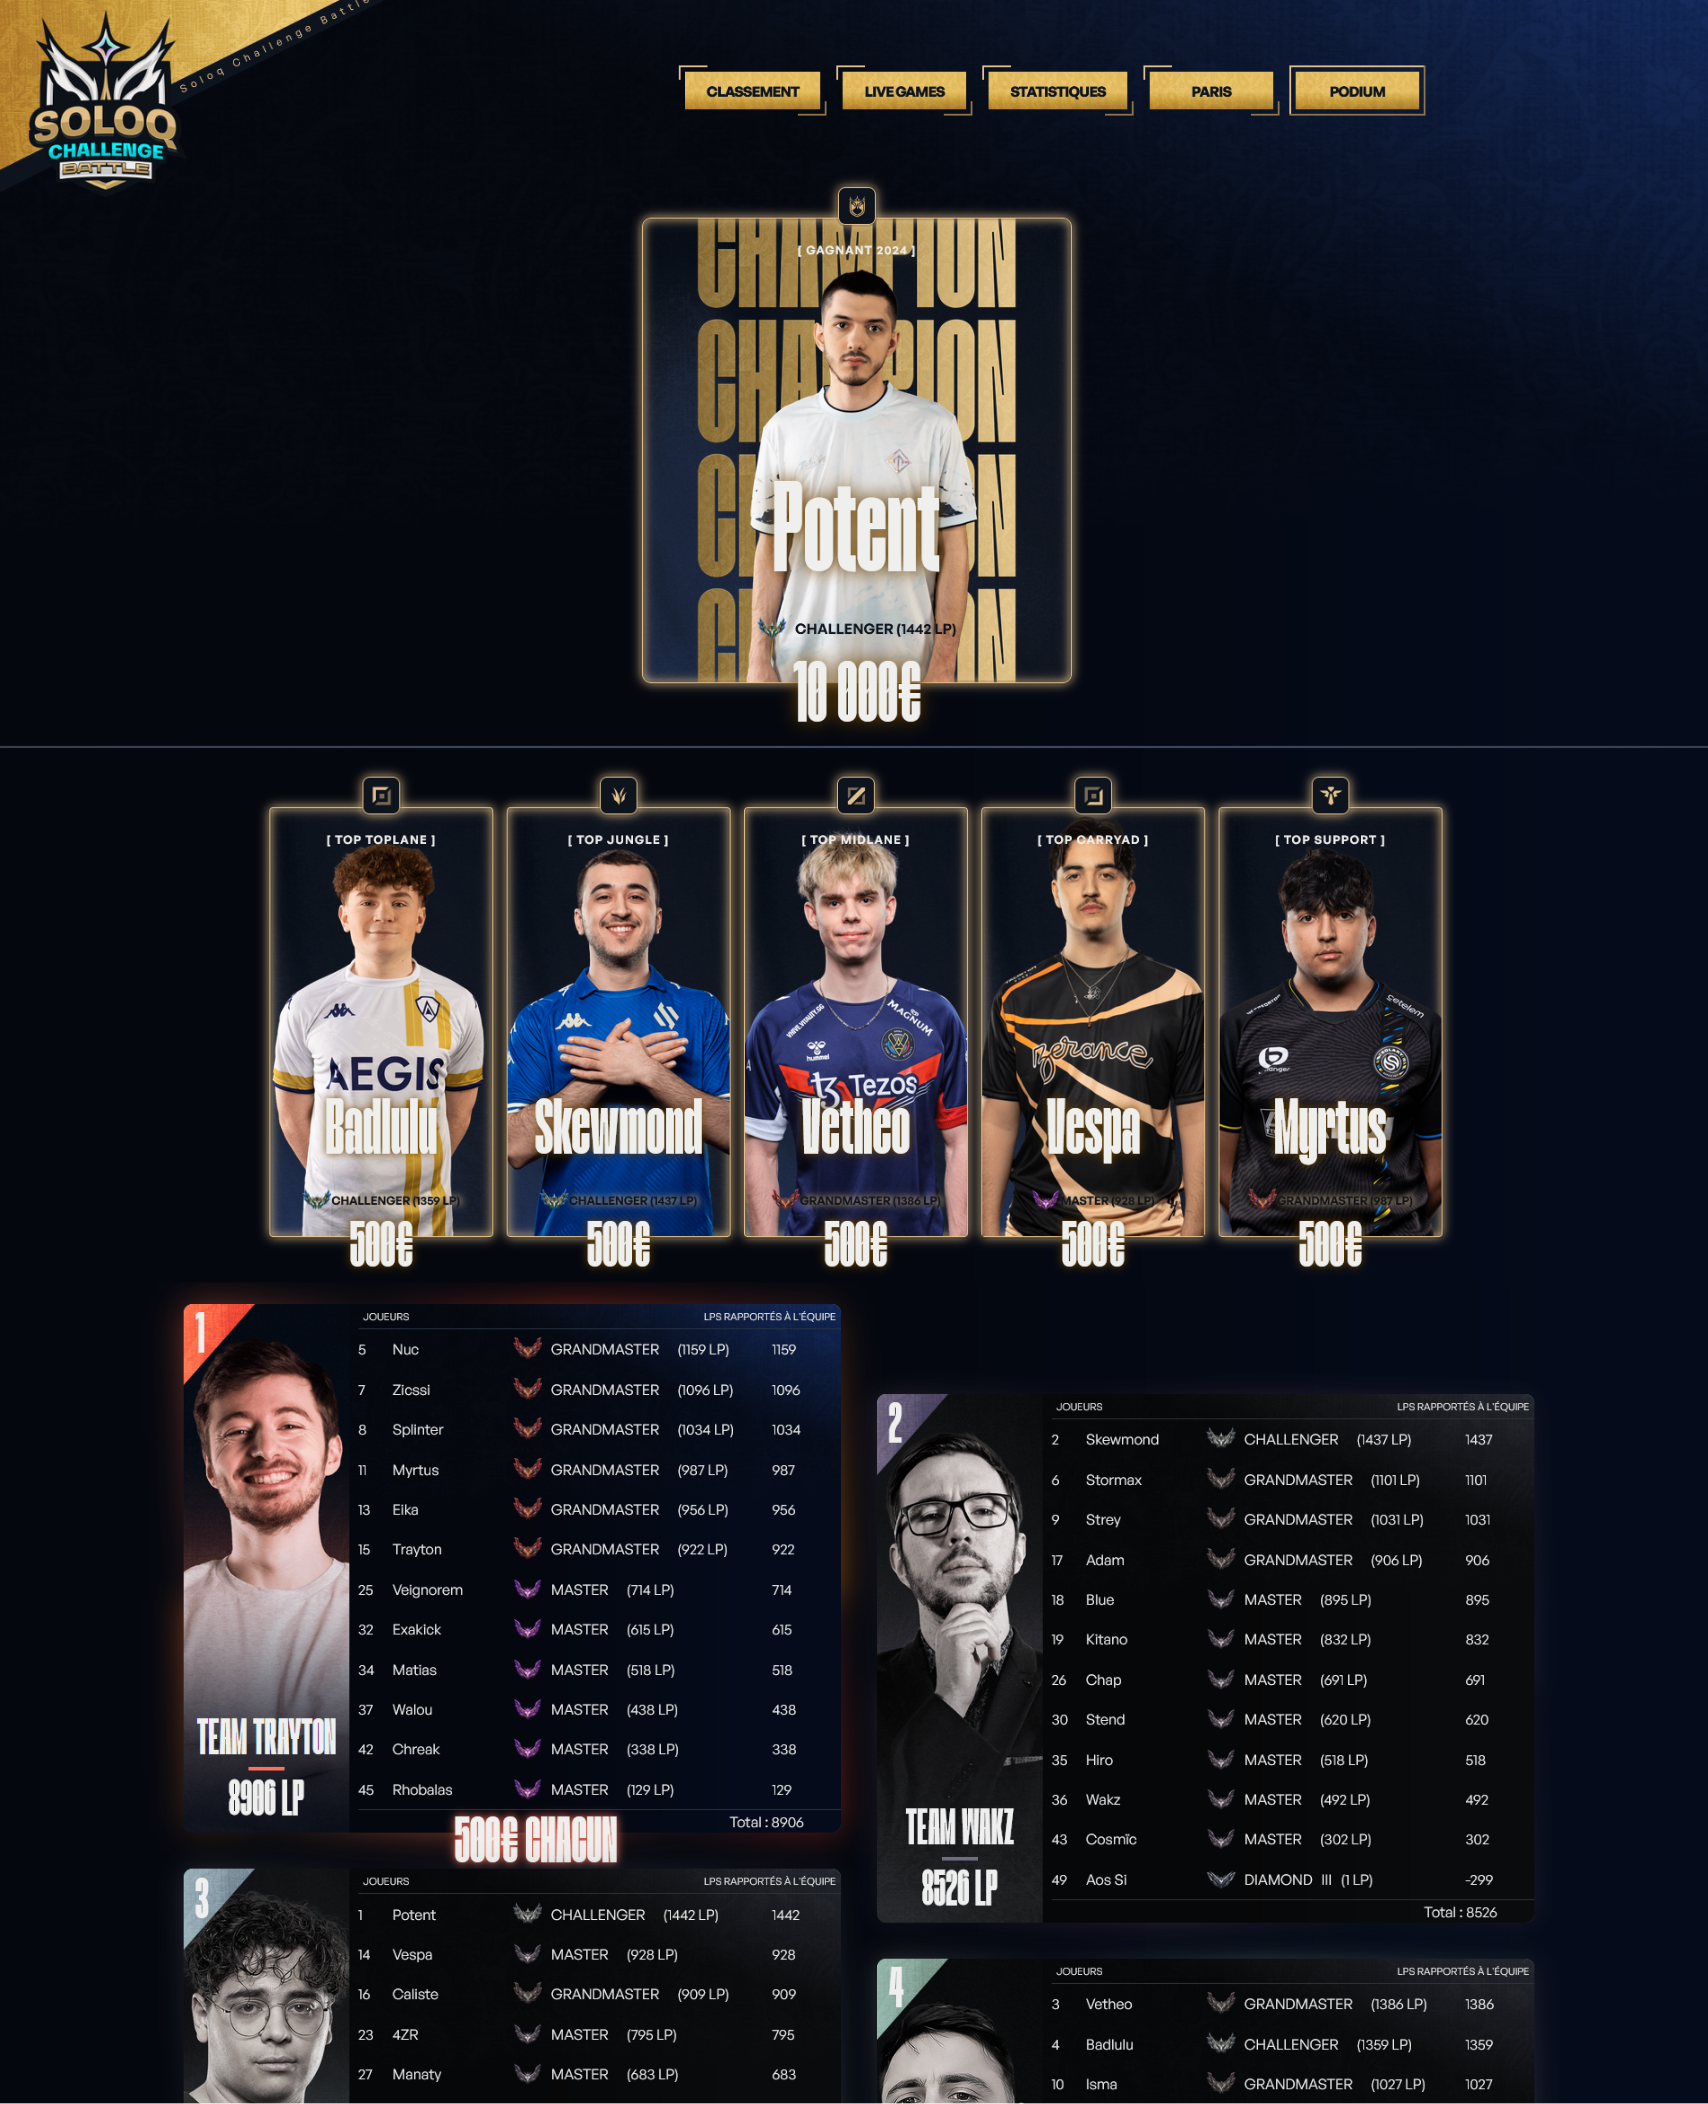 Soloq Challenge Battle
SOLOQ
CHALLENGE
BATTLE
CLASSEMENT
LIVE GAMES
STATISTIQUES
PARIS
PODIUM
CHAMPION
[ GAGNANT 2024 ]
CHAMPION
Potent
CHALLENGER (1442 LP)
10 000€
[ TOP TOPLANE ]
AEGIS
Badlulu
CHALLENGER (1359 LP)
500€
[ TOP JUNGLE ]
Skewmond
CHALLENGER (1437 LP)
500€
[ TOP MIDLANE ]
WWW.VITALITY.GG
MAGNUM
hummel
Tezos
Vetheo
GRANDMASTER (1386 LP)
500€
[ TOP CARRYAD ]
Zerance
Vespa
MASTER (928 LP)
500€
[ TOP SUPPORT ]
cetelem
Myrtus
GRANDMASTER (987 LP)
500€
1
TEAM TRAYTON
8906 LP
JOUEURS LPS RAPPORTÉS À L'ÉQUIPE
5 Nuc GRANDMASTER (1159 LP) 1159
7 Zicssi GRANDMASTER (1096 LP) 1096
8 Splinter GRANDMASTER (1034 LP) 1034
11 Myrtus GRANDMASTER (987 LP) 987
13 Eika GRANDMASTER (956 LP) 956
15 Trayton GRANDMASTER (922 LP) 922
25 Veignorem MASTER (714 LP) 714
32 Exakick MASTER (615 LP) 615
34 Matias MASTER (518 LP) 518
37 Walou MASTER (438 LP) 438
42 Chreak MASTER (338 LP) 338
45 Rhobalas MASTER (129 LP) 129
Total : 8906
500€ CHACUN
2
TEAM WAKZ
8526 LP
JOUEURS LPS RAPPORTÉS À L'ÉQUIPE
2 Skewmond CHALLENGER (1437 LP) 1437
6 Stormax GRANDMASTER (1101 LP) 1101
9 Strey GRANDMASTER (1031 LP) 1031
17 Adam GRANDMASTER (906 LP) 906
18 Blue MASTER (895 LP) 895
19 Kitano MASTER (832 LP) 832
26 Chap MASTER (691 LP) 691
30 Stend MASTER (620 LP) 620
35 Hiro MASTER (518 LP) 518
36 Wakz MASTER (492 LP) 492
43 Cosmïc MASTER (302 LP) 302
49 Aos Si DIAMOND III (1 LP) -299
Total : 8526
3
JOUEURS LPS RAPPORTÉS À L'ÉQUIPE
1 Potent CHALLENGER (1442 LP) 1442
14 Vespa MASTER (928 LP) 928
16 Caliste GRANDMASTER (909 LP) 909
23 4ZR MASTER (795 LP) 795
27 Manaty MASTER (683 LP) 683
4
JOUEURS LPS RAPPORTÉS À L'ÉQUIPE
3 Vetheo GRANDMASTER (1386 LP) 1386
4 Badlulu CHALLENGER (1359 LP) 1359
10 Isma GRANDMASTER (1027 LP) 1027